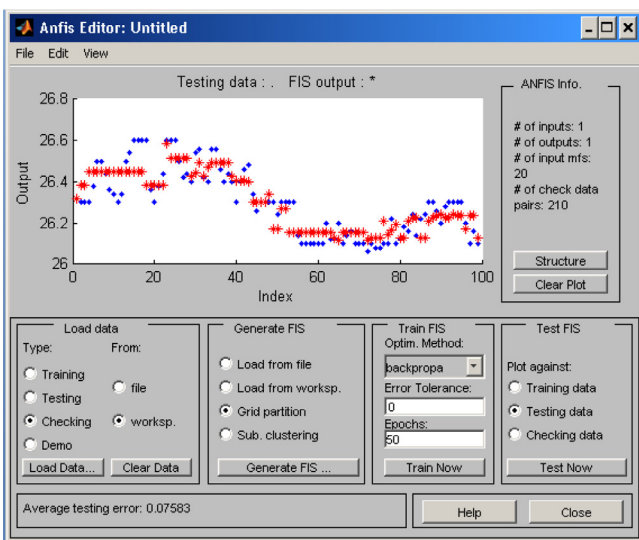 Anfis Editor: Untitled
File Edit View
Testing data : . FIS output : *
26.8
26.6
26.4
26.2
26
Output
0 20 40 60 80 100
Index
ANFIS Info.
# of inputs: 1
# of outputs: 1
# of input mfs:
20
# of check data
pairs: 210
Structure
Clear Plot
Load data
Type: From:
Training
Testing
Checking
Demo
file
worksp.
Load Data... Clear Data
Generate FIS
Load from file
Load from worksp.
Grid partition
Sub. clustering
Generate FIS ...
Train FIS
Optim. Method:
backpropa
Error Tolerance:
0
Epochs:
50
Train Now
Test FIS
Plot against:
Training data
Testing data
Checking data
Test Now
Average testing error: 0.07583
Help Close